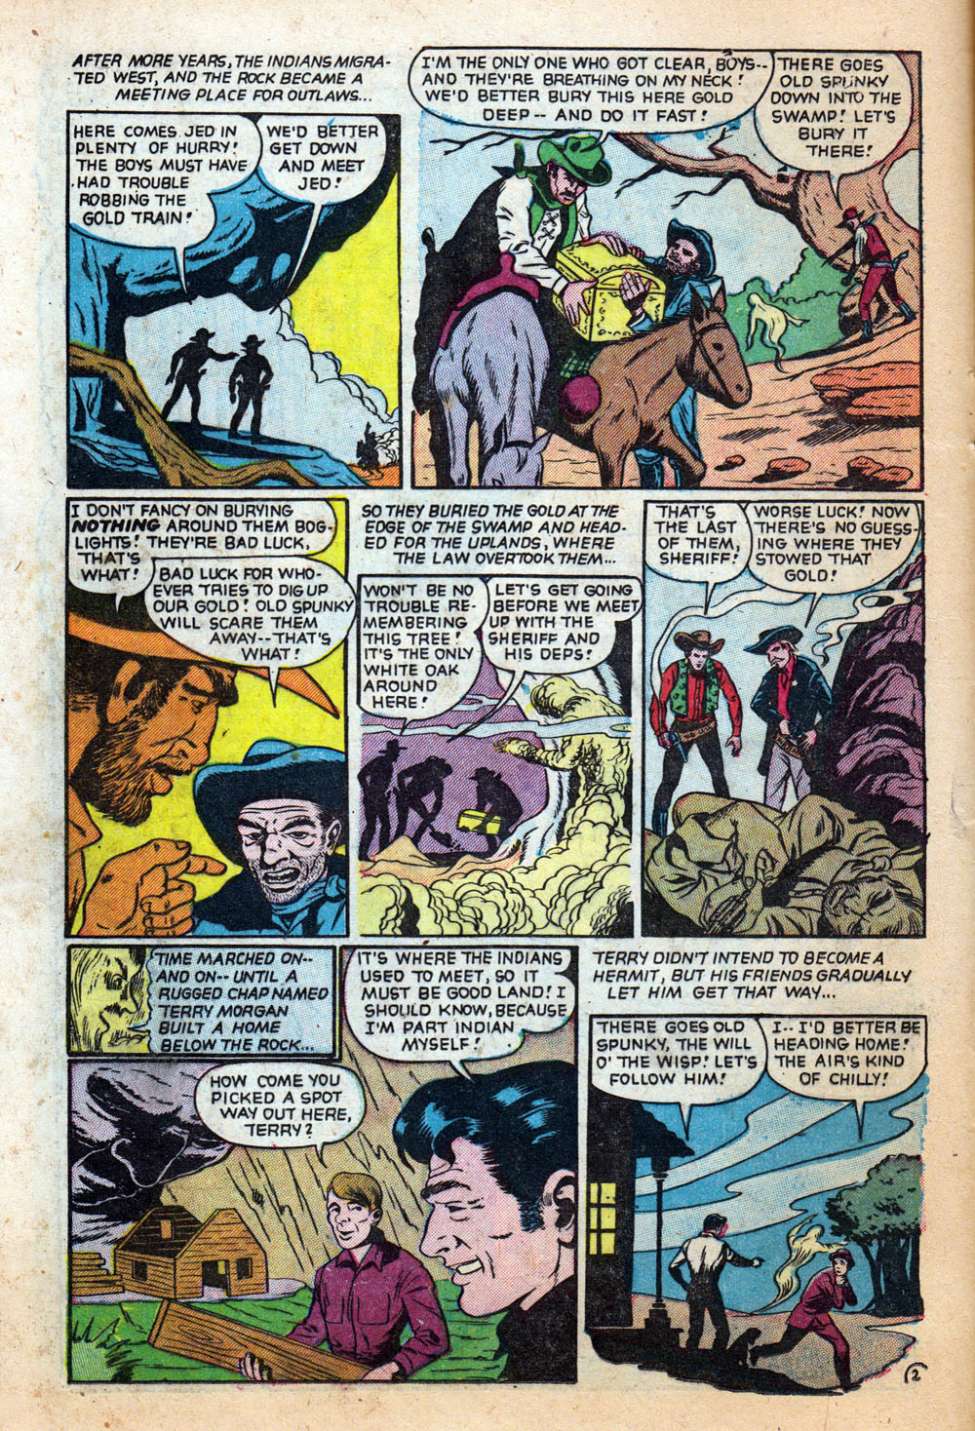 AFTER MORE YEARS, THE INDIANS MIGRA-
TED WEST, AND THE ROCK BECAME A
MEETING PLACE FOR OUTLAWS...
HERE COMES JED IN
PLENTY OF HURRY!
THE BOYS MUST HAVE
HAD TROUBLE
ROBBING THE
GOLD TRAIN!
WE'D BETTER
GET DOWN
AND MEET
JED!
I'M THE ONLY ONE WHO GOT CLEAR, BOYS--
AND THEY'RE BREATHING ON MY NECK!
WE'D BETTER BURY THIS HERE GOLD
DEEP-- AND DO IT FAST!
THERE GOES
OLD SPUNKY
DOWN INTO THE
SWAMP! LET'S
BURY IT
THERE!
I DON'T FANCY ON BURYING
NOTHING AROUND THEM BOG-
LIGHTS! THEY'RE BAD LUCK,
THAT'S
WHAT!
BAD LUCK FOR WHO-
EVER TRIES TO DIG UP
OUR GOLD! OLD SPUNKY
WILL SCARE THEM
AWAY-- THAT'S
WHAT!
SO THEY BURIED THE GOLD AT THE
EDGE OF THE SWAMP AND HEAD-
ED FOR THE UPLANDS, WHERE
THE LAW OVERTOOK THEM...
WON'T BE NO
TROUBLE RE-
MEMBERING
THIS TREE!
IT'S THE ONLY
WHITE OAK
AROUND
HERE!
LET'S GET GOING
BEFORE WE MEET
UP WITH THE
SHERIFF AND
HIS DEPS!
THAT'S
THE LAST
OF THEM,
SHERIFF!
WORSE LUCK! NOW
THERE'S NO GUESS-
ING WHERE THEY
STOWED THAT
GOLD!
TIME MARCHED ON--
AND ON-- UNTIL A
RUGGED CHAP NAMED
TERRY MORGAN
BUILT A HOME
BELOW THE ROCK...
HOW COME YOU
PICKED A SPOT
WAY OUT HERE,
TERRY?
IT'S WHERE THE INDIANS
USED TO MEET, SO IT
MUST BE GOOD LAND! I
SHOULD KNOW, BECAUSE
I'M PART INDIAN
MYSELF!
TERRY DIDN'T INTEND TO BECOME A
HERMIT, BUT HIS FRIENDS GRADUALLY
LET HIM GET THAT WAY...
THERE GOES OLD
SPUNKY, THE WILL
O' THE WISP! LET'S
FOLLOW HIM!
I-- I'D BETTER BE
HEADING HOME!
THE AIR'S KIND
OF CHILLY!
2